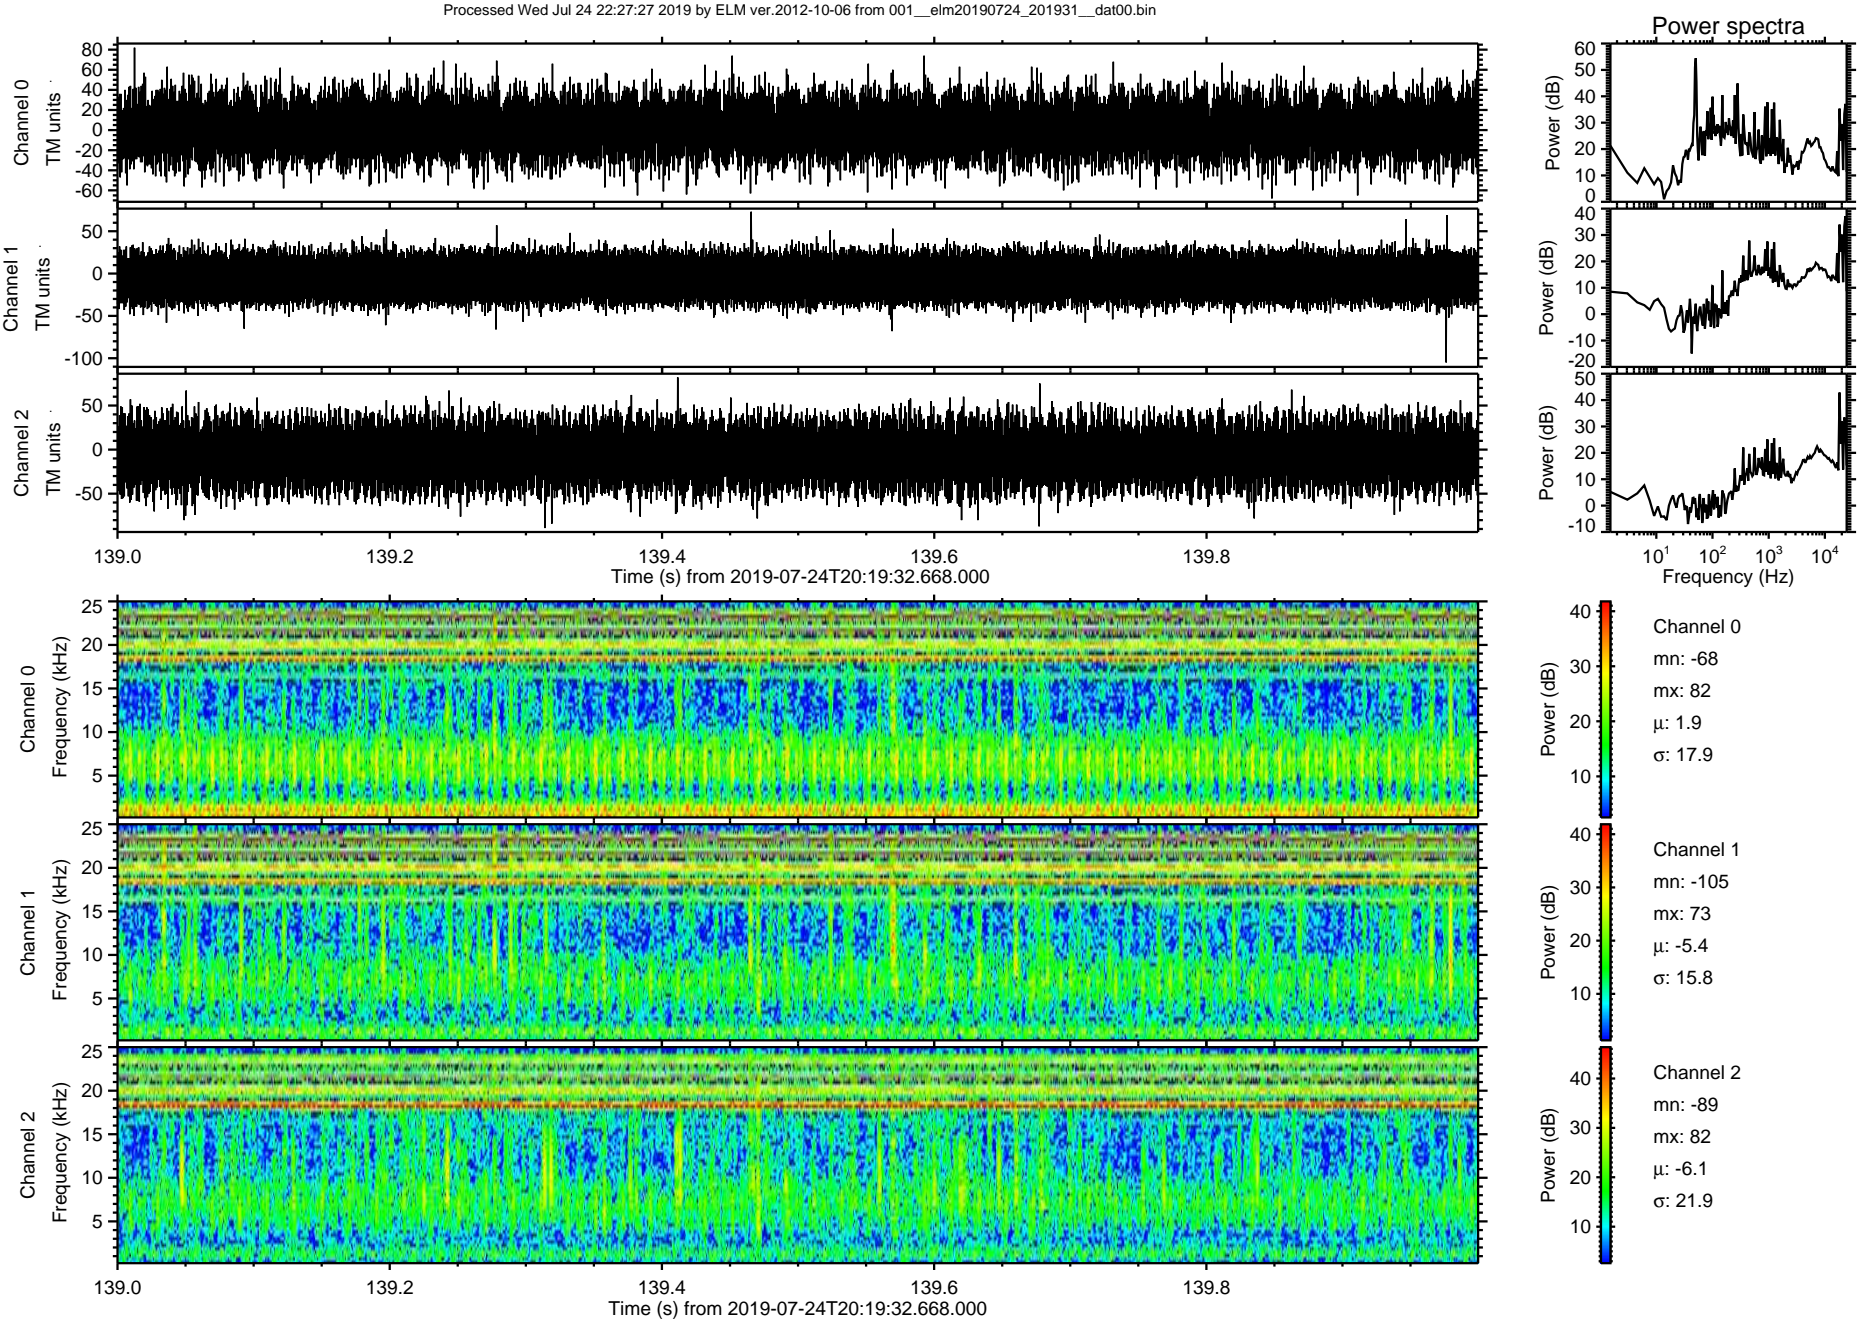 Processed Wed Jul 24 22:27:27 2019 by ELM ver.2012-10-06 from 001__elm20190724_201931__dat00.bin
Power spectra
Channel 0
TM units
80
60
40
20
0
-20
-40
-60
Power (dB)
60
50
40
30
20
10
0
Channel 1
TM units
50
0
-50
-100
Power (dB)
40
30
20
10
0
-10
-20
Channel 2
TM units
50
0
-50
Power (dB)
50
40
30
20
10
0
-10
139.0 139.2 139.4 139.6 139.8
Time (s) from 2019-07-24T20:19:32.668.000
10¹ 10² 10³ 10⁴
Frequency (Hz)
Channel 0
Frequency (kHz)
25
20
15
10
5
Power (dB)
40
30
20
10
Channel 0
mn: -68
mx: 82
μ: 1.9
σ: 17.9
Channel 1
Frequency (kHz)
25
20
15
10
5
Power (dB)
40
30
20
10
Channel 1
mn: -105
mx: 73
μ: -5.4
σ: 15.8
Channel 2
Frequency (kHz)
25
20
15
10
5
Power (dB)
40
30
20
10
Channel 2
mn: -89
mx: 82
μ: -6.1
σ: 21.9
139.0 139.2 139.4 139.6 139.8
Time (s) from 2019-07-24T20:19:32.668.000